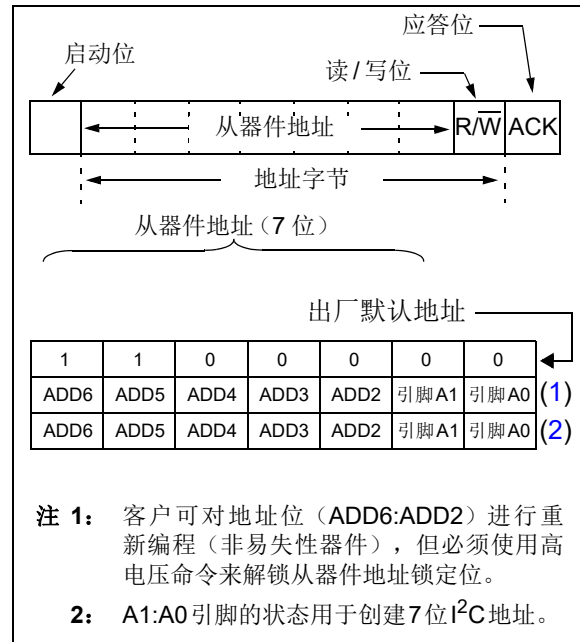 应答位
启动位
读/写位
从器件地址 R/W ACK
地址字节
从器件地址（7 位）
出厂默认地址
1 1 0 0 0 0 0
ADD6 ADD5 ADD4 ADD3 ADD2 引脚A1 引脚A0 (1)
ADD6 ADD5 ADD4 ADD3 ADD2 引脚A1 引脚A0 (2)
注 1： 客户可对地址位（ADD6:ADD2）进行重
新编程（非易失性器件），但必须使用高
电压命令来解锁从器件地址锁定位。
2： A1:A0引脚的状态用于创建7位I²C地址。